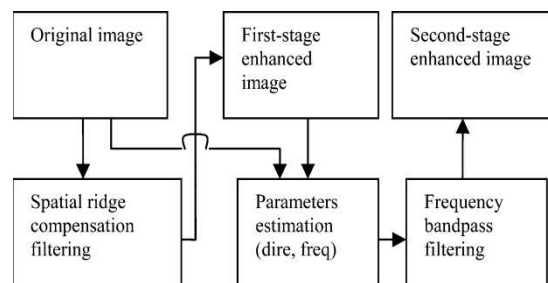 Original image
First-stage
enhanced
image
Second-stage
enhanced image
Spatial ridge
compensation
filtering
Parameters
estimation
(dire, freq)
Frequency
bandpass
filtering